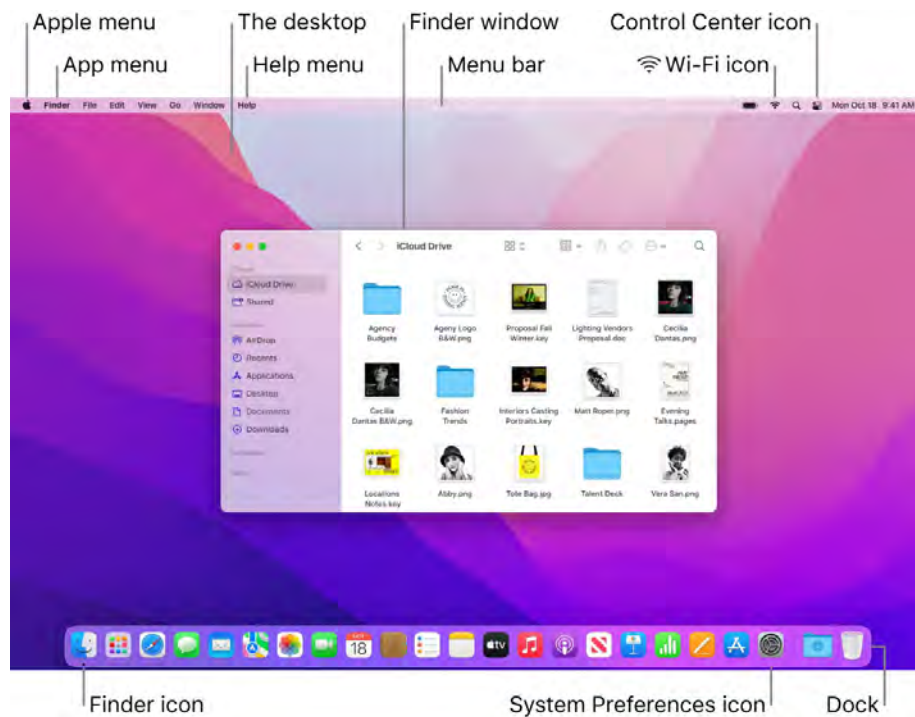 Apple menu The desktop Finder window Control Center icon
App menu Help menu Menu bar Wi-Fi icon
Finder File Edit View Go Window Help Mon Oct 18 9:41 AM
iCloud Drive
iCloud Drive
Shared
AirDrop
Recents
Applications
Desktop
Documents
Downloads
Agency Budgets
Ageny Logo B&W.png
Proposal Fall Winter.key
Lighting Vendors Proposal.doc
Cecilia Dantas.png
Cecilia Dantas B&W.png
Fashion Trends
Interiors Casting Portraits.key
Matt Roper.png
Evening Talks.pages
Locations Notes.key
Abby.png
Tote Bag.jpg
Talent Deck
Vera San.png
18
tv
Finder icon System Preferences icon Dock